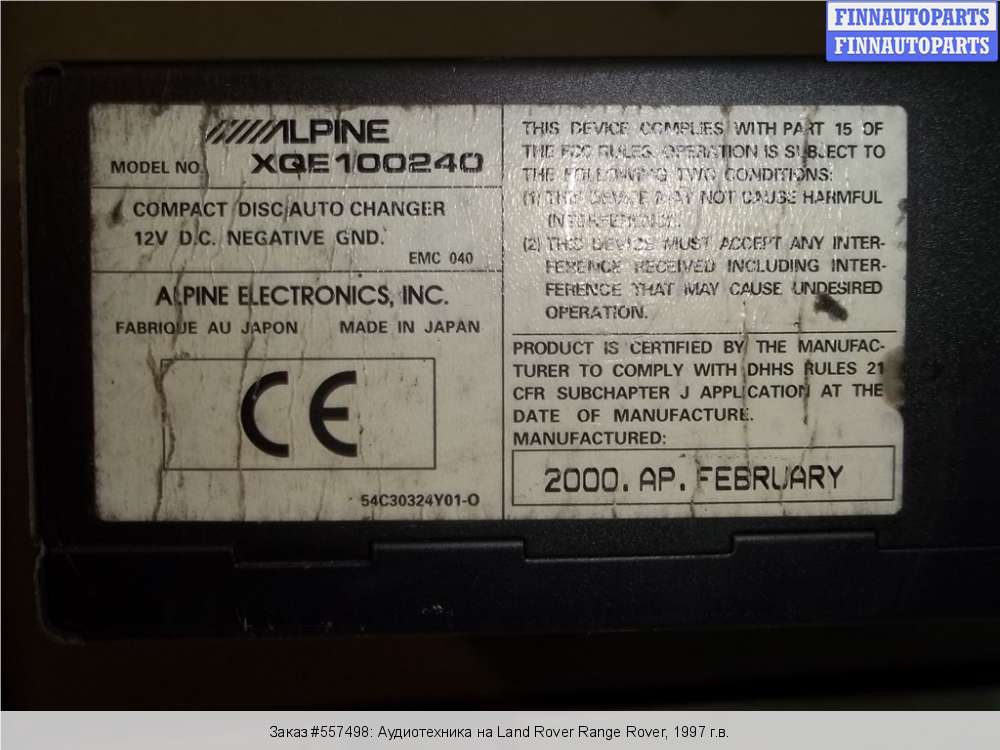 FINNAUTOPARTS
FINNAUTOPARTS
ALPINE
MODEL NO. XQE100240
COMPACT DISC AUTO CHANGER
12V D.C. NEGATIVE GND.
EMC 040
ALPINE ELECTRONICS, INC.
FABRIQUE AU JAPON MADE IN JAPAN
CE
54C30324Y01-O
THIS DEVICE COMPLIES WITH PART 15 OF
THE FCC RULES. OPERATION IS SUBJECT TO
THE FOLLOWING TWO CONDITIONS:
(1) THIS DEVICE MAY NOT CAUSE HARMFUL
INTERFERENCE.
(2) THIS DEVICE MUST ACCEPT ANY INTER-
FERENCE RECEIVED INCLUDING INTER-
FERENCE THAT MAY CAUSE UNDESIRED
OPERATION.
PRODUCT IS CERTIFIED BY THE MANUFAC-
TURER TO COMPLY WITH DHHS RULES 21
CFR SUBCHAPTER J APPLICATION AT THE
DATE OF MANUFACTURE.
MANUFACTURED:
2000. AP. FEBRUARY
Заказ #557498: Аудиотехника на Land Rover Range Rover, 1997 г.в.